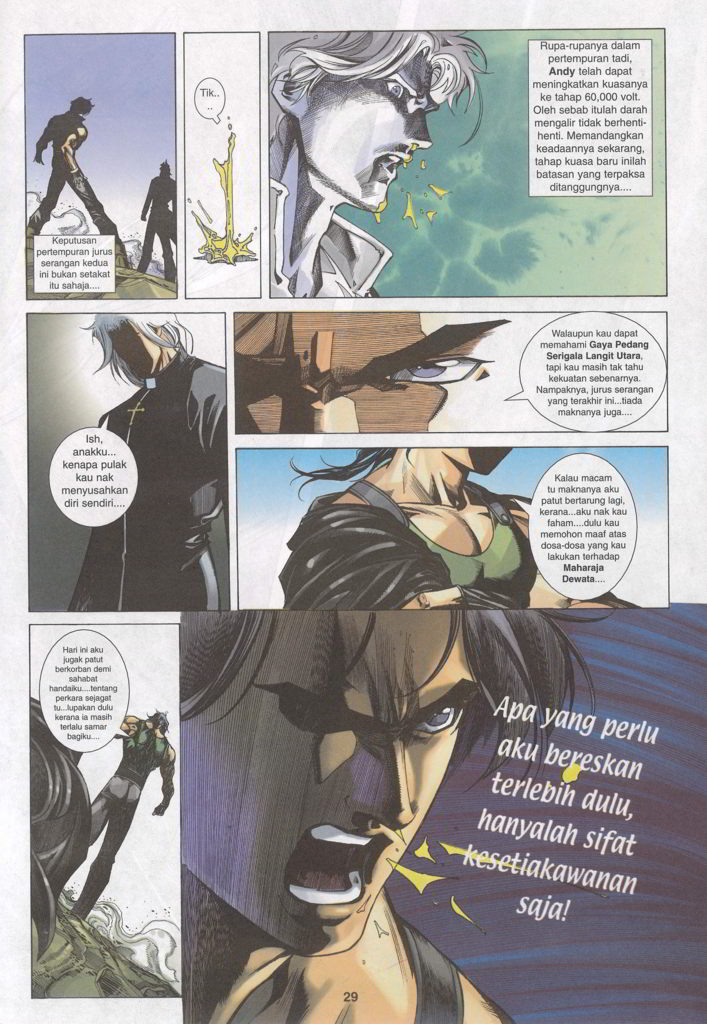 Keputusan
pertempuran jurus
serangan kedua
ini bukan setakat
itu sahaja....
Tik..
..
Rupa-rupanya dalam
pertempuran tadi,
Andy telah dapat
meningkatkan kuasanya
ke tahap 60,000 volt.
Oleh sebab itulah darah
mengalir tidak berhenti-
henti. Memandangkan
keadaannya sekarang,
tahap kuasa baru inilah
batasan yang terpaksa
ditanggungnya....
Ish,
anakku...
kenapa pulak
kau nak
menyusahkan
diri sendiri....
Walaupun kau dapat
memahami Gaya Pedang
Serigala Langit Utara,
tapi kau masih tak tahu
kekuatan sebenarnya.
Nampaknya, jurus serangan
yang terakhir ini...tiada
maknanya juga....
Kalau macam
tu maknanya aku
patut bertarung lagi,
kerana...aku nak kau
faham....dulu kau
memohon maaf atas
dosa-dosa yang kau
lakukan terhadap
Maharaja
Dewata....
Hari ini aku
jugak patut
berkorban demi
sahabat
handaiku....tentang
perkara sejagat
tu...lupakan dulu
kerana ia masih
terlalu samar
bagiku....
Apa yang perlu
aku bereskan
terlebih dulu,
hanyalah sifat
kesetiakawanan
saja!
29